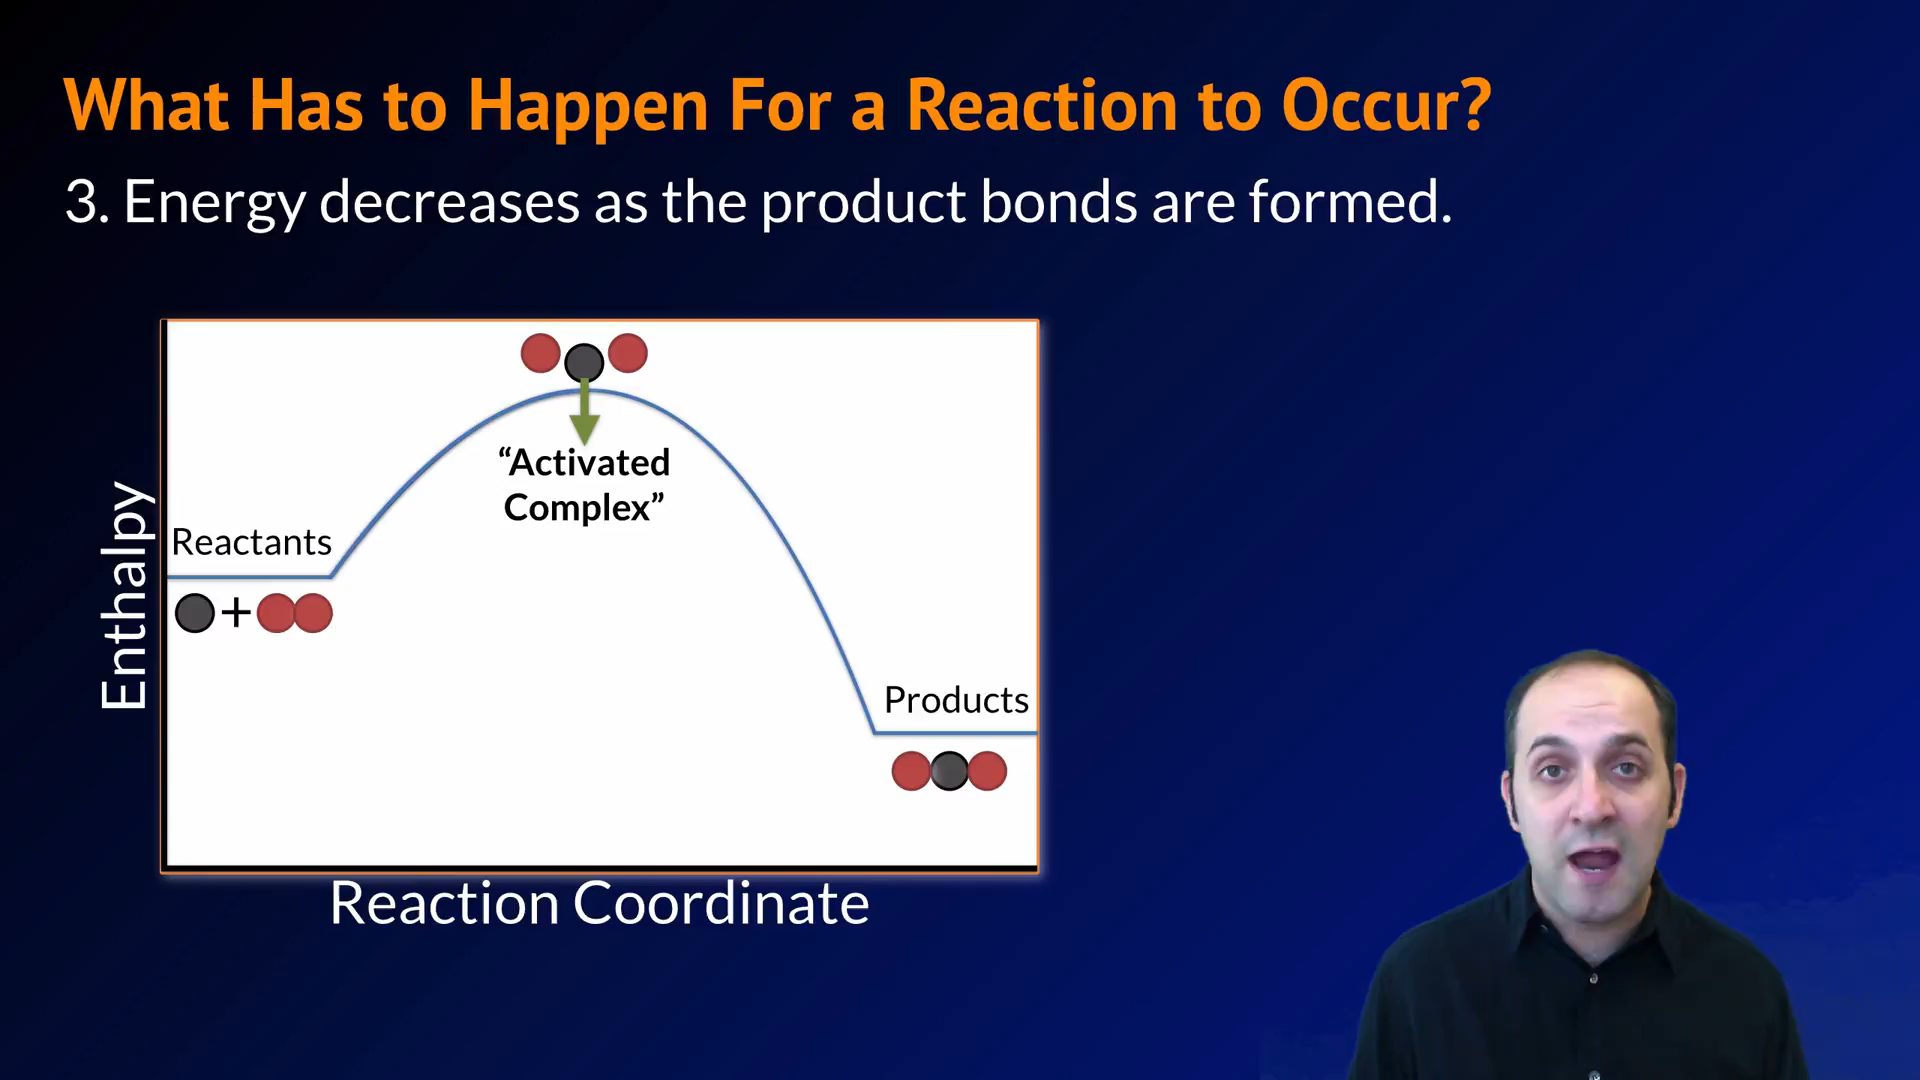 What Has to Happen For a Reaction to Occur?
3. Energy decreases as the product bonds are formed.
“Activated
Complex”
Reactants
+
Enthalpy
Products
Reaction Coordinate